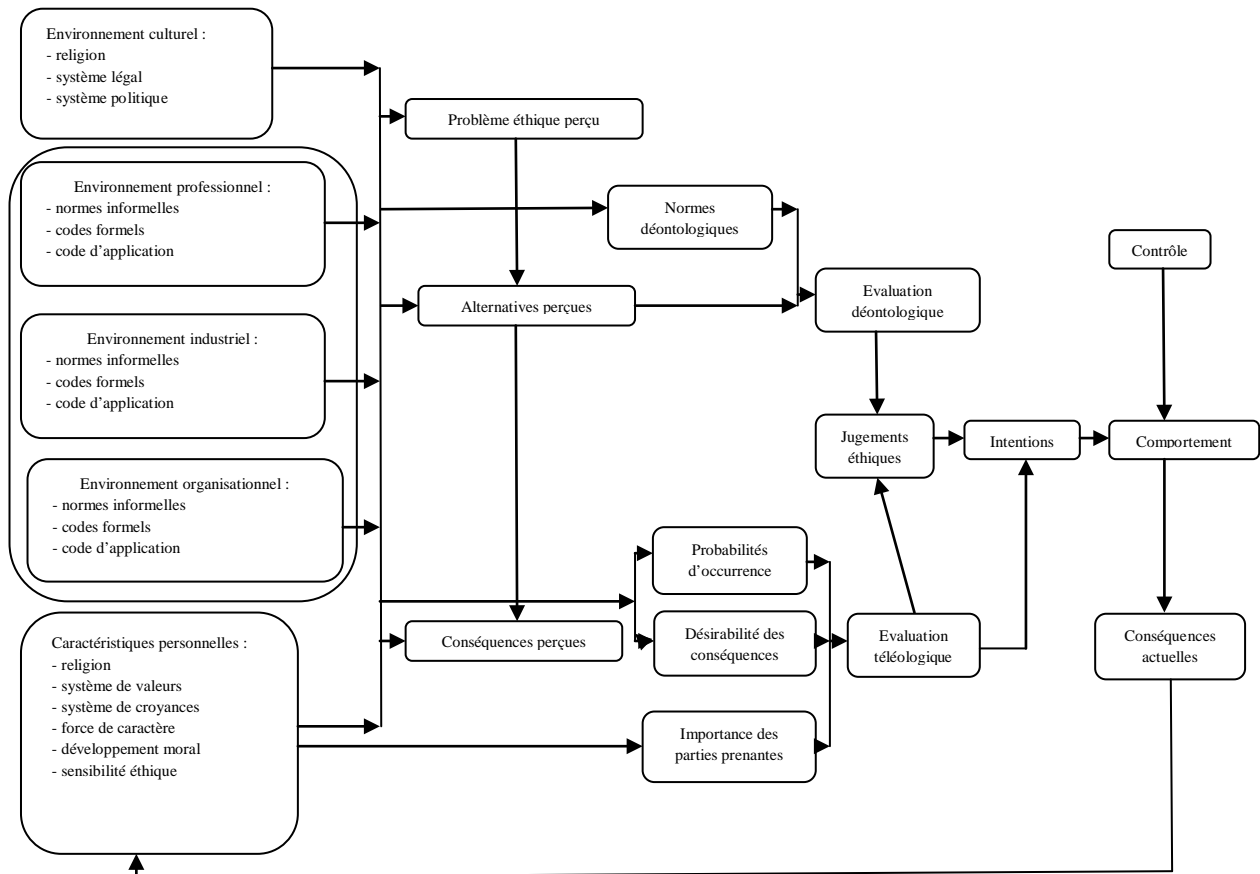 Environnement culturel :
- religion
- système légal
- système politique
Problème éthique perçu
Environnement professionnel :
- normes informelles
- codes formels
- code d’application
Normes
déontologiques
Contrôle
Environnement industriel :
- normes informelles
- codes formels
- code d’application
Alternatives perçues
Evaluation
déontologique
Jugements
éthiques
Intentions
Comportement
Environnement organisationnel :
- normes informelles
- codes formels
- code d’application
Probabilités
d’occurrence
Caractéristiques personnelles :
- religion
- système de valeurs
- système de croyances
- force de caractère
- développement moral
- sensibilité éthique
Conséquences perçues
Désirabilité des
conséquences
Evaluation
téléologique
Conséquences
actuelles
Importance des
parties prenantes